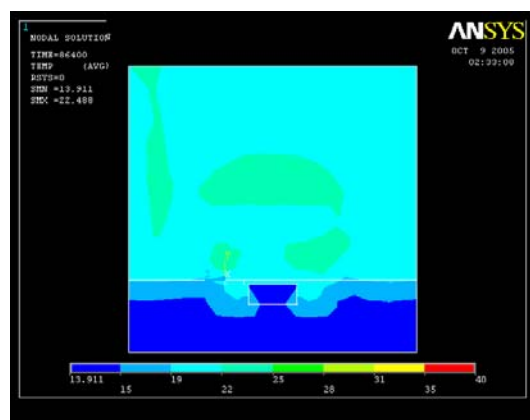 1
NODAL SOLUTION
TIME=86400
TEMP (AVG)
RSYS=0
SMN =13.911
SMX =22.488
ANSYS
OCT 9 2005
02:33:08
13.911 15 19 22 25 28 31 35 40